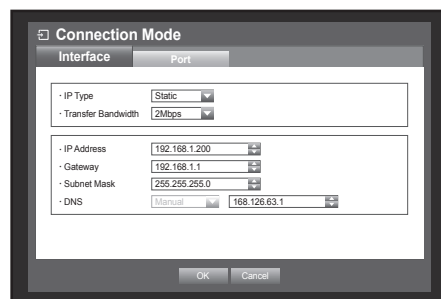 Connection Mode
Interface Port
· IP Type Static
· Transfer Bandwidth 2Mbps
· IP Address 192.168.1.200
· Gateway 192.168.1.1
· Subnet Mask 255.255.255.0
· DNS Manual 168.126.63.1
OK Cancel